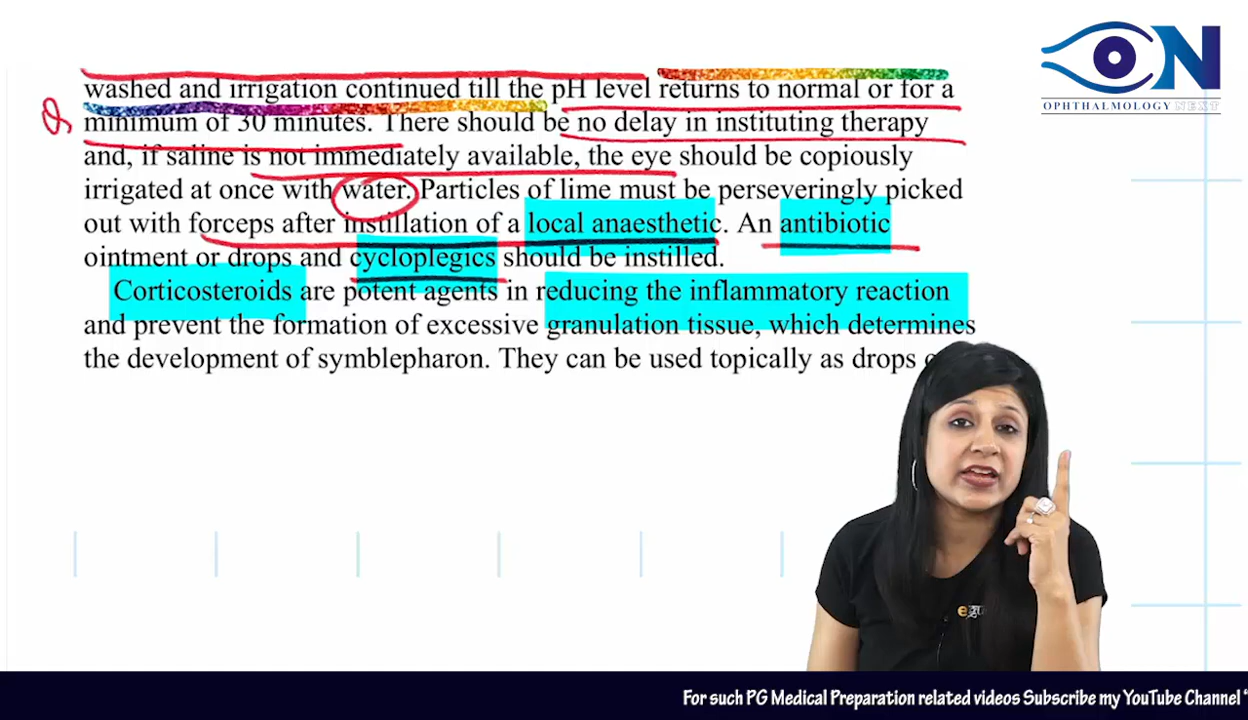 ON
OPHTHALMOLOGY NEXT
washed and irrigation continued till the pH level returns to normal or for a
minimum of 30 minutes. There should be no delay in instituting therapy
and, if saline is not immediately available, the eye should be copiously
irrigated at once with water. Particles of lime must be perseveringly picked
out with forceps after instillation of a local anaesthetic. An antibiotic
ointment or drops and cycloplegics should be instilled.
Corticosteroids are potent agents in reducing the inflammatory reaction
and prevent the formation of excessive granulation tissue, which determines
the development of symblepharon. They can be used topically as drops
For such PG Medical Preparation related videos Subscribe my YouTube Channel "